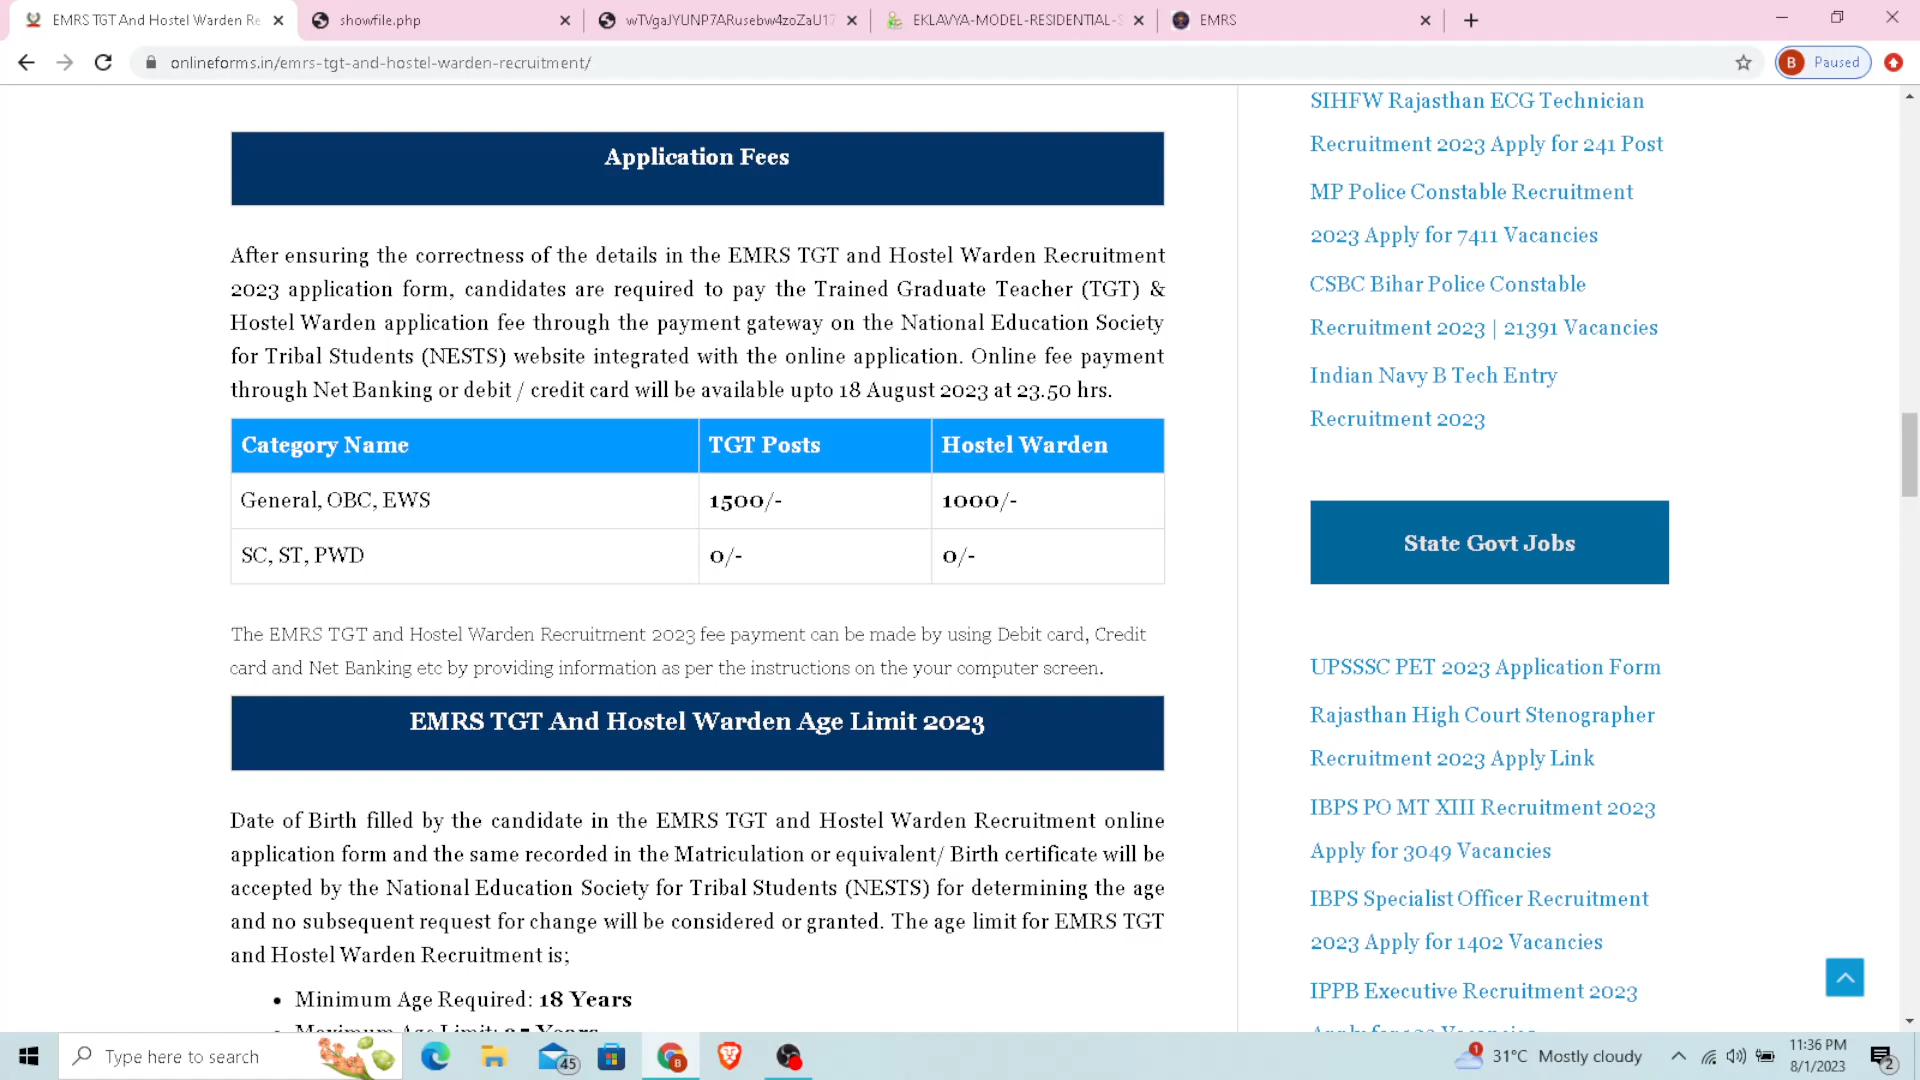 EMRS TGT And Hostel Warden Re
showfile.php
wTVgaJYUNP7ARusebw4zoZaU17
EKLAVYA-MODEL-RESIDENTIAL-S
EMRS
onlineforms.in/emrs-tgt-and-hostel-warden-recruitment/
B Paused
Application Fees
After ensuring the correctness of the details in the EMRS TGT and Hostel Warden Recruitment
2023 application form, candidates are required to pay the Trained Graduate Teacher (TGT) &
Hostel Warden application fee through the payment gateway on the National Education Society
for Tribal Students (NESTS) website integrated with the online application. Online fee payment
through Net Banking or debit / credit card will be available upto 18 August 2023 at 23.50 hrs.
Category Name TGT Posts Hostel Warden
General, OBC, EWS 1500/- 1000/-
SC, ST, PWD 0/- 0/-
The EMRS TGT and Hostel Warden Recruitment 2023 fee payment can be made by using Debit card, Credit
card and Net Banking etc by providing information as per the instructions on the your computer screen.
EMRS TGT And Hostel Warden Age Limit 2023
Date of Birth filled by the candidate in the EMRS TGT and Hostel Warden Recruitment online
application form and the same recorded in the Matriculation or equivalent/ Birth certificate will be
accepted by the National Education Society for Tribal Students (NESTS) for determining the age
and no subsequent request for change will be considered or granted. The age limit for EMRS TGT
and Hostel Warden Recruitment is;
• Minimum Age Required: 18 Years
• Maximum Age Limit: 35 Years
SIHFW Rajasthan ECG Technician
Recruitment 2023 Apply for 241 Post
MP Police Constable Recruitment
2023 Apply for 7411 Vacancies
CSBC Bihar Police Constable
Recruitment 2023 | 21391 Vacancies
Indian Navy B Tech Entry
Recruitment 2023
State Govt Jobs
UPSSSC PET 2023 Application Form
Rajasthan High Court Stenographer
Recruitment 2023 Apply Link
IBPS PO MT XIII Recruitment 2023
Apply for 3049 Vacancies
IBPS Specialist Officer Recruitment
2023 Apply for 1402 Vacancies
IPPB Executive Recruitment 2023
Apply for 132 Vacancies
Type here to search
45
B
1
31°C Mostly cloudy
11:36 PM
8/1/2023
2